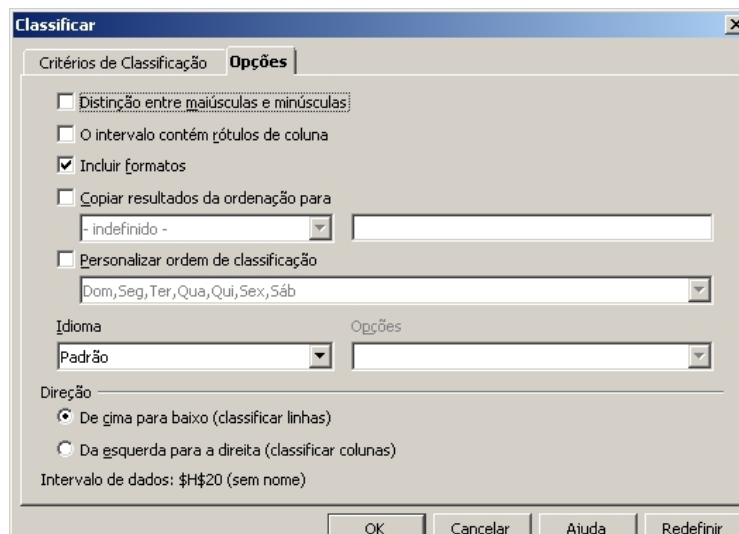 Classificar
Critérios de Classificação Opções
Distinção entre maiúsculas e minúsculas
O intervalo contém rótulos de coluna
Incluir formatos
Copiar resultados da ordenação para
- indefinido -
Personalizar ordem de classificação
Dom,Seg,Ter,Qua,Qui,Sex,Sáb
Idioma Opções
Padrão
Direção
De cima para baixo (classificar linhas)
Da esquerda para a direita (classificar colunas)
Intervalo de dados: $H$20 (sem nome)
OK Cancelar Ajuda Redefinir